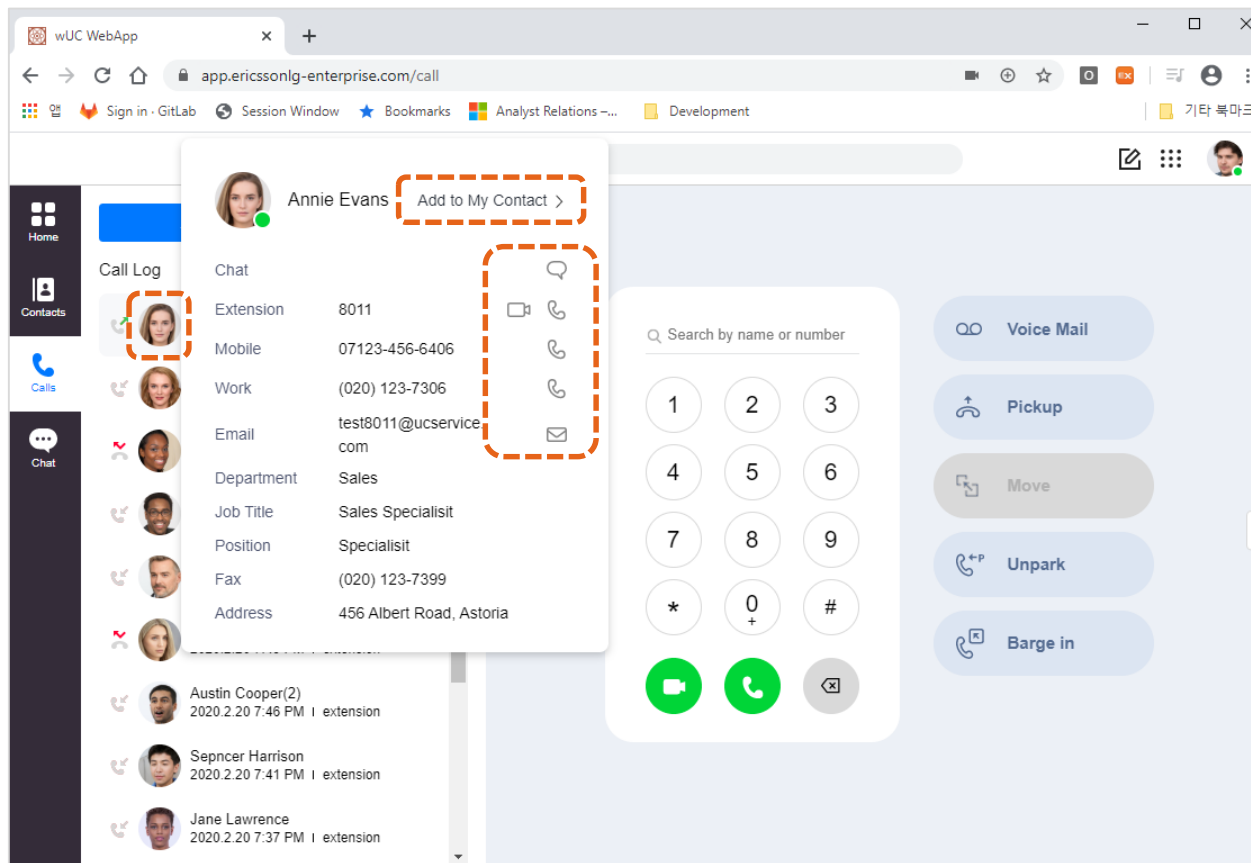 wUC WebApp
app.ericssonlg-enterprise.com/call
앱 Sign in · GitLab Session Window Bookmarks Analyst Relations –... Development 기타 북마크
Annie Evans Add to My Contact >
Home
Contacts
Calls
Chat
Call Log
Chat
Extension 8011
Mobile 07123-456-6406
Work (020) 123-7306
Email test8011@ucservice.
com
Department Sales
Job Title Sales Specialisit
Position Specialisit
Fax (020) 123-7399
Address 456 Albert Road, Astoria
Austin Cooper(2)
2020.2.20 7:46 PM I extension
Sepncer Harrison
2020.2.20 7:41 PM I extension
Jane Lawrence
2020.2.20 7:37 PM I extension
Search by name or number
1 2 3
4 5 6
7 8 9
* 0 #
+
Voice Mail
Pickup
Move
Unpark
Barge in